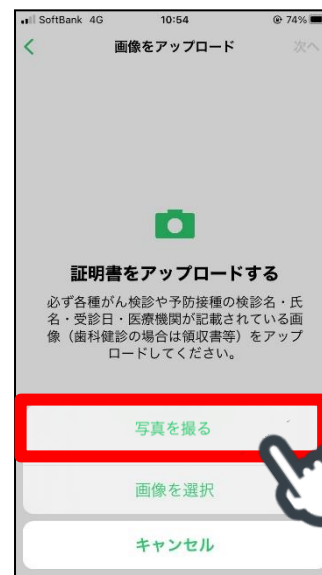 SoftBank 4G 10:54 74%
画像をアップロード 次へ
証明書をアップロードする
必ず各種がん検診や予防接種の検診名・氏
名・受診日・医療機関が記載されている画
像（歯科健診の場合は領収書等）をアップ
ロードしてください。
写真を撮る
画像を選択
キャンセル